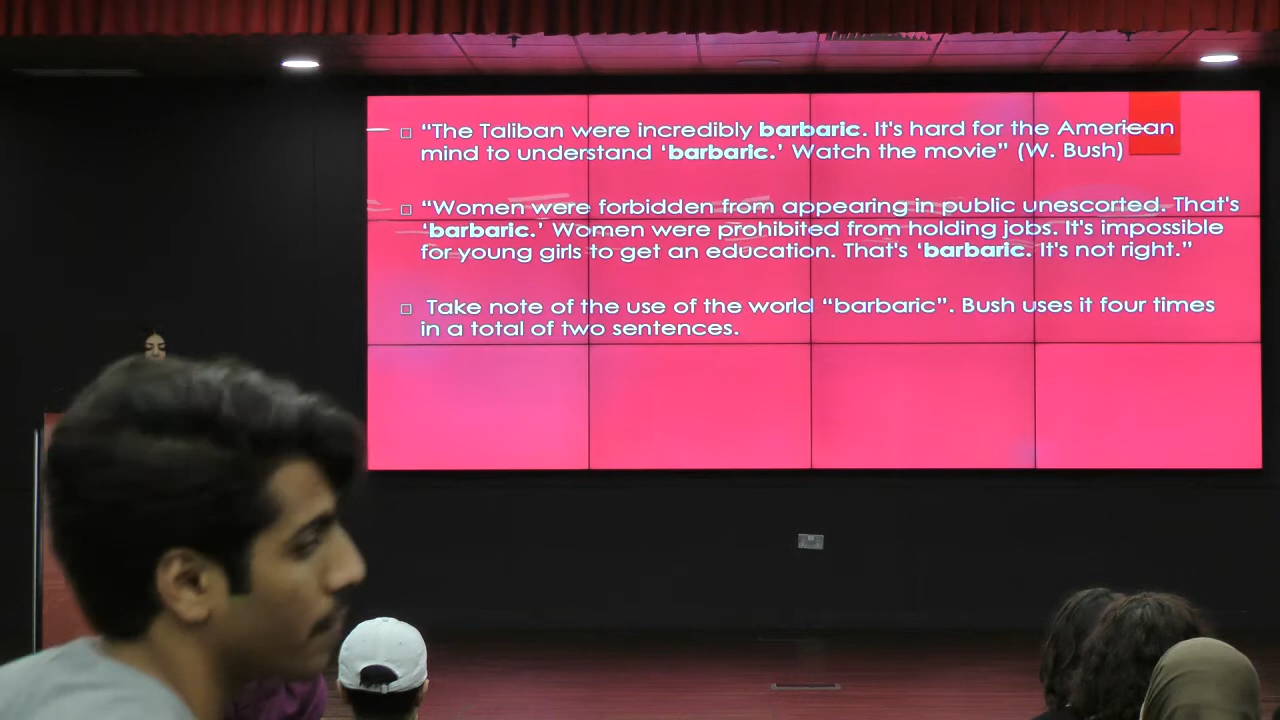 “The Taliban were incredibly barbaric. It's hard for the American
mind to understand ‘barbaric.’ Watch the movie” (W. Bush)
“Women were forbidden from appearing in public unescorted. That's
‘barbaric.’ Women were prohibited from holding jobs. It's impossible
for young girls to get an education. That's ‘barbaric. It's not right.”
Take note of the use of the world “barbaric”. Bush uses it four times
in a total of two sentences.